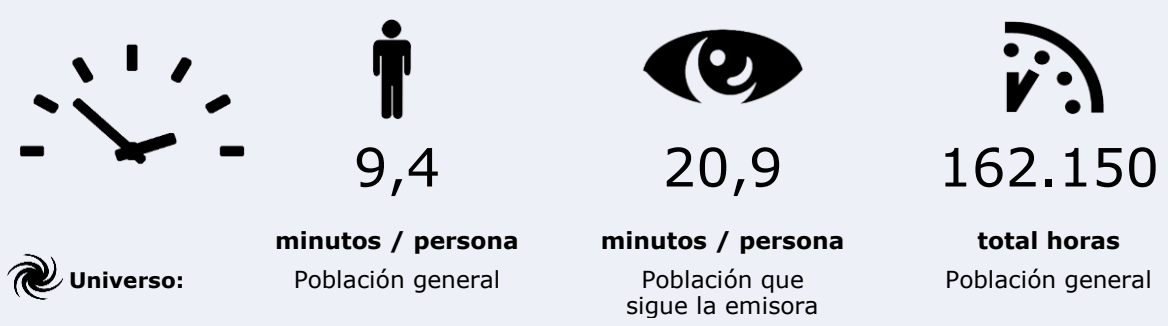 9,4
20,9
162.150
minutos / persona
minutos / persona
total horas
Universo:
Población general
Población que
sigue la emisora
Población general